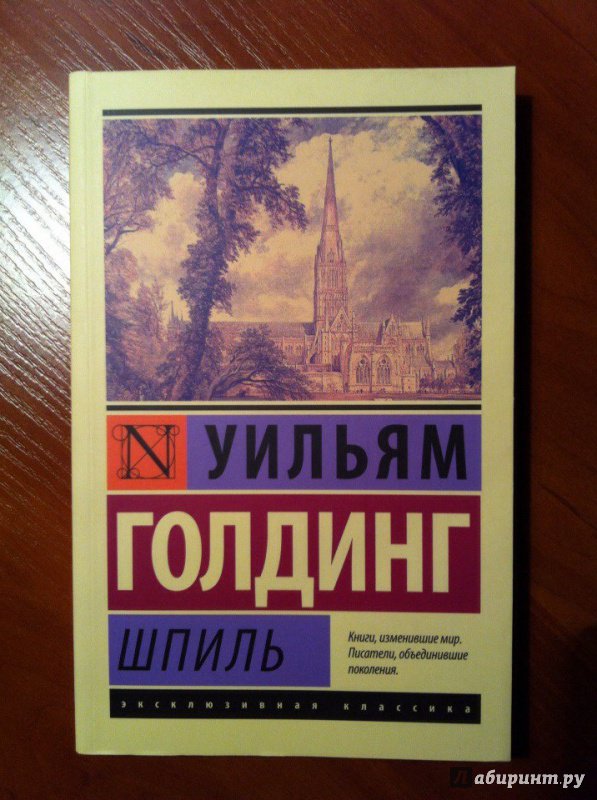 N УИЛЬЯМ
ГОЛДИНГ
ШПИЛЬ
Книги, изменившие мир.
Писатели, объединившие
поколения.
эксклюзивная классика
лабиринт.ру